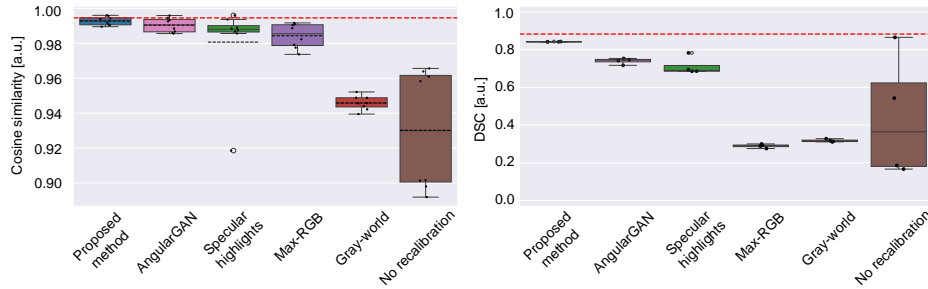 Cosine similarity [a.u.]
1.00
0.98
0.96
0.94
0.92
0.90
Proposed
method
AngularGAN
Specular
highlights
Max-RGB
Gray-world
No recalibration
DSC [a.u.]
1.0
0.8
0.6
0.4
0.2
0.0
Proposed
method
AngularGAN
Specular
highlights
Max-RGB
Gray-world
No recalibration